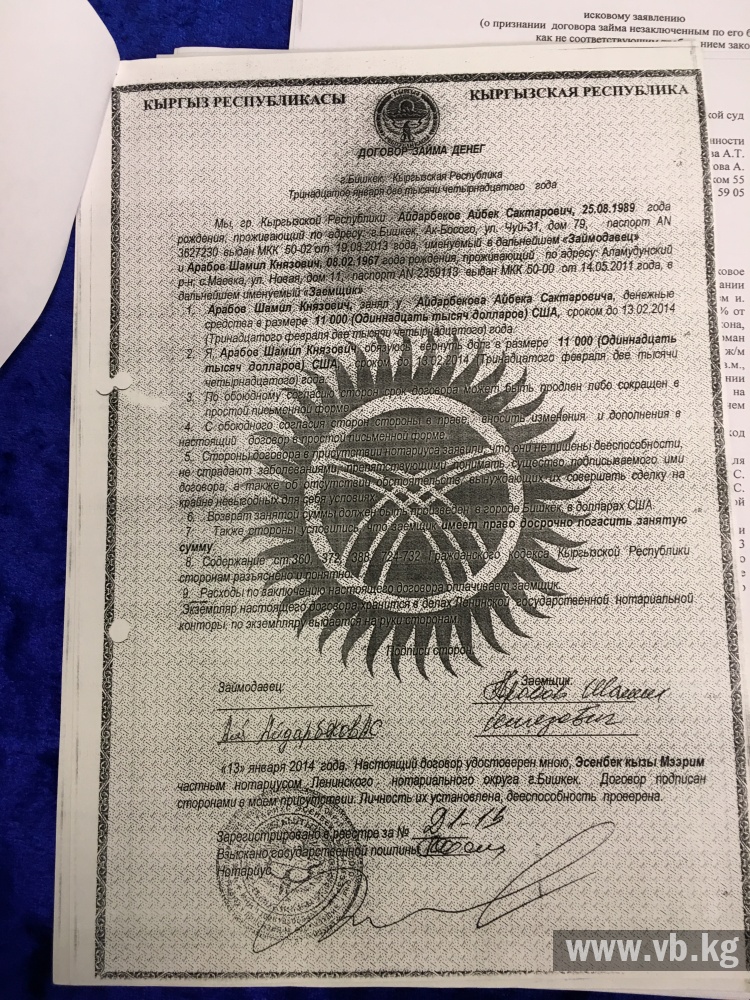 исковому заявлению
(о признании договора займа незаключенным по его б
как не соответствующим
нием зако
КЫРГЫЗ РЕСПУБЛИКАСЫ
КЫРГЫЗСКАЯ РЕСПУБЛИКА
ДОГОВОР ЗАЙМА ДЕНЕГ
г.Бишкек, Кыргызская Республика
Тринадцатое января две тысячи четырнадцатого года
Мы, гр. Кыргызской Республики Айдарбеков Айбек Сактарович, 25.08.1989 года
рождения, проживающий по адресу: г.Бишкек, Ак-Босого, ул. Чуй-31, дом 79, паспорт AN
3627230 выдан МКК 50-02 от 19.08.2013 года, именуемый в дальнейшем «Займодавец»
и Арабов Шамил Князович, 08.02.1967 года рождения, проживающий по адресу: Аламудунский
р-н; с.Маевка, ул. Новая, дом 11, паспорт AN 2359113 выдан МКК 50-00 от 14.05.2011 года, в
дальнейшем именуемый «Заемщик»
1. Арабов Шамил Князович, занял у Айдарбекова Айбека Сактаровича, денежные
средства в размере 11 000 (Одиннадцать тысяч долларов) США, сроком до 13.02.2014
(Тринадцатого февраля две тысячи четырнадцатого) года.
2. Я, Арабов Шамил Князович, обязуюсь вернуть долг в размере 11 000 (Одиннадцать
тысяч долларов) США, сроком до 13.02.2014 (Тринадцатого февраля две тысячи
четырнадцатого) года.
3. По обоюдному согласию сторон срок договора может быть продлен либо сокращен в
простой письменной форме.
4. С обоюдного согласия сторон стороны в праве, вносить изменения и дополнения в
настоящий договор в простой письменной форме.
5. Стороны договора в присутствии нотариуса заявили, что они не лишены дееспособности,
не страдают заболеваниями, препятствующими понимать существо подписываемого ими
договора, а также об отсутствии обстоятельств, вынуждающих их совершать сделку на
крайне невыгодных для себя условиях.
6. Возврат занятой суммы должен быть произведен в городе Бишкек, в долларах США.
7. Также стороны условились, что заемщик имеет право досрочно погасить занятую
сумму.
8. Содержание ст.360, 372, 388, 724-732 Гражданского кодекса Кыргызской Республики
сторонам разъяснено и понятно.
9. Расходы по заключению настоящего договора оплачивает заемщик.
Экземпляр настоящего договора хранится в делах Ленинской государственной нотариальной
конторы, по экземпляру выдается на руки сторонам.
Подписи сторон:
Займодавец:
Заемщик:
Арабов Шамил
Князович
Айдарбеков АС
«13» января 2014 года. Настоящий договор удостоверен мною, Эсенбек кызы Мээрим
частным нотариусом Ленинского нотариального округа г.Бишкек. Договор подписан
сторонами в моем присутствии. Личность их установлена, дееспособность проверена.
Зарегистрировано в реестре за №
Взыскано государственной пошлины
Нотариус
www.vb.kg